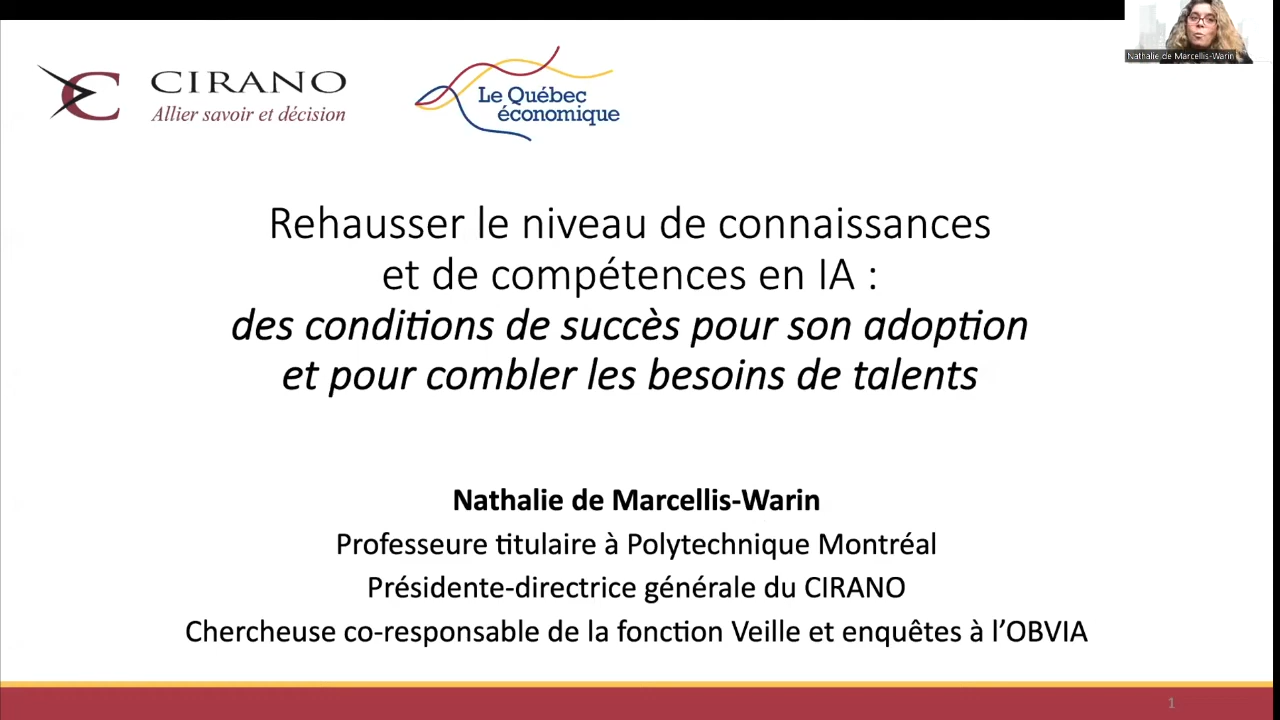 Nathalie de Marcellis-Warin
CIRANO
Allier savoir et décision
Le Québec
économique
Rehausser le niveau de connaissances
et de compétences en IA :
des conditions de succès pour son adoption
et pour combler les besoins de talents
Nathalie de Marcellis-Warin
Professeure titulaire à Polytechnique Montréal
Présidente-directrice générale du CIRANO
Chercheuse co-responsable de la fonction Veille et enquêtes à l’OBVIA
1